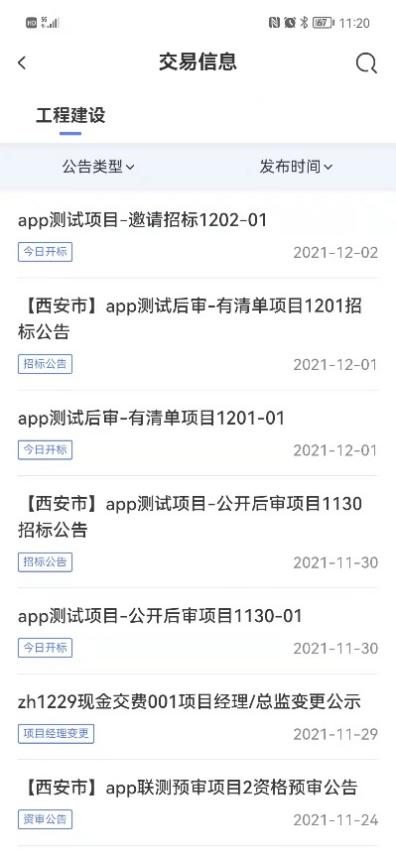 HD 5G 67 11:20
交易信息
工程建设
公告类型 发布时间
app测试项目-邀请招标1202-01
今日开标 2021-12-02
【西安市】app测试后审-有清单项目1201招
标公告
招标公告 2021-12-01
app测试后审-有清单项目1201-01
今日开标 2021-12-01
【西安市】app测试项目-公开后审项目1130
招标公告
招标公告 2021-11-30
app测试项目-公开后审项目1130-01
今日开标 2021-11-30
zh1229现金交费001项目经理/总监变更公示
项目经理变更 2021-11-29
【西安市】app联测预审项目2资格预审公告
资审公告 2021-11-24